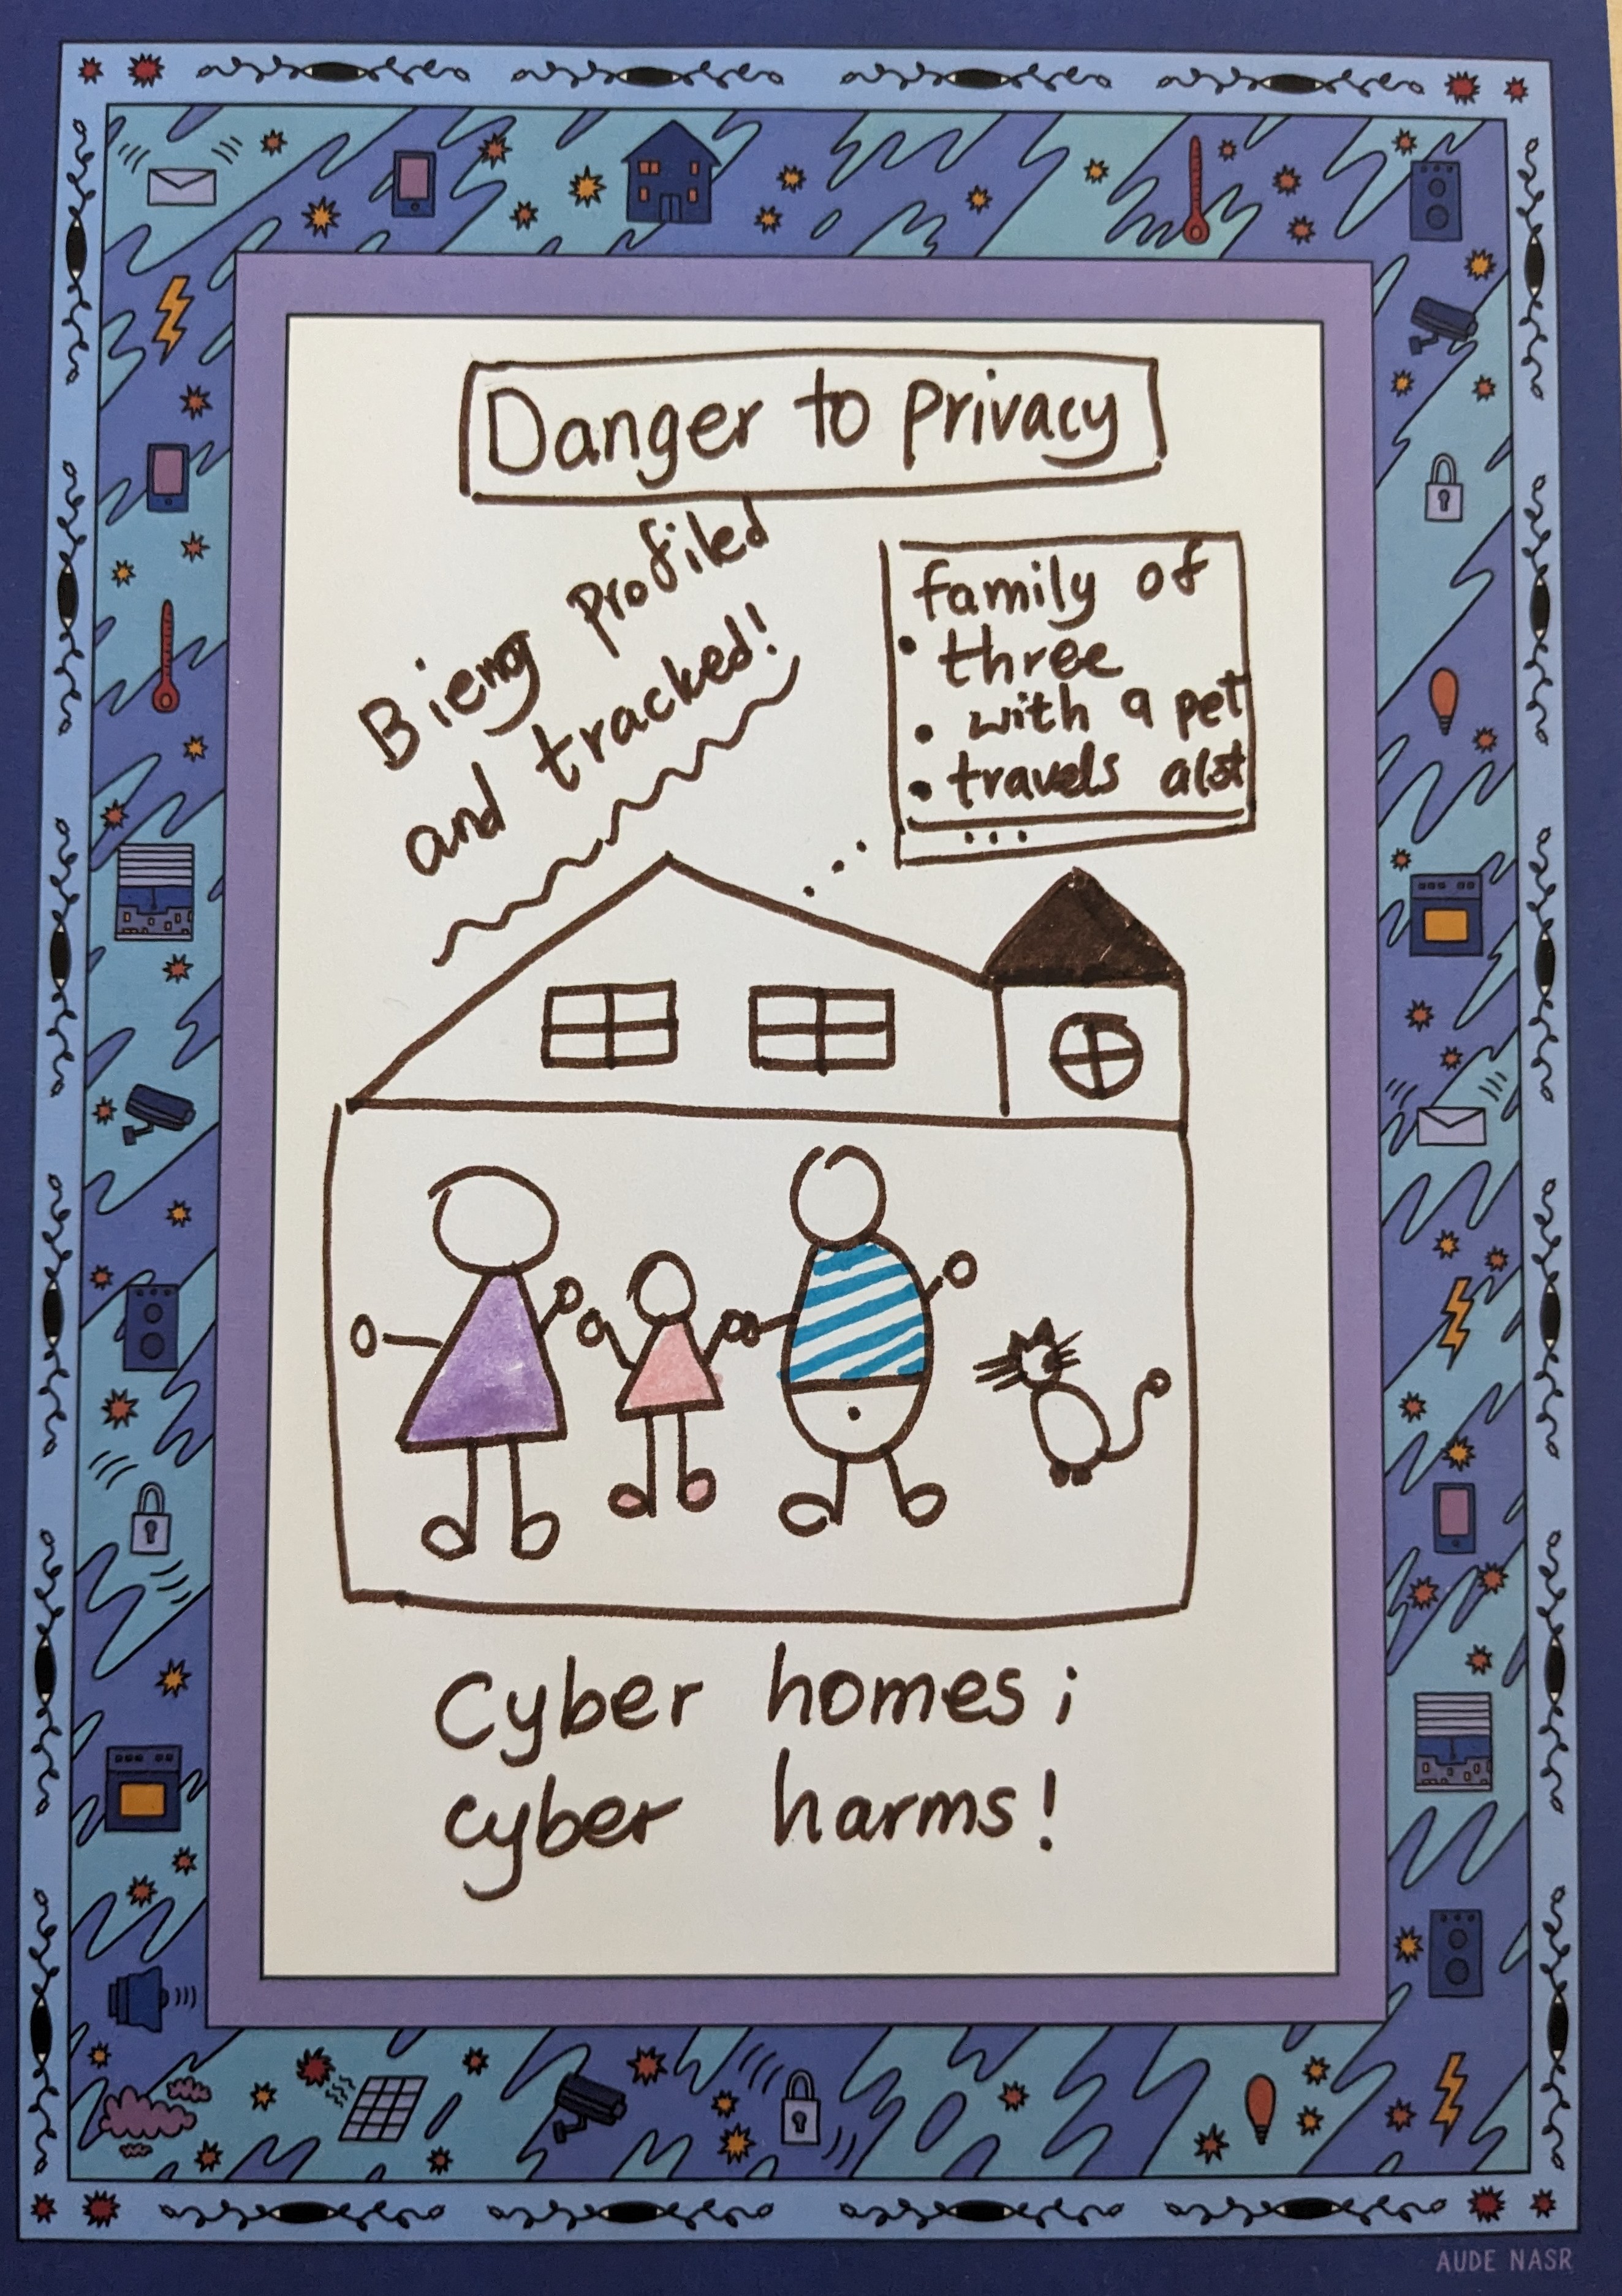 Danger to privacy
Bieng profiled
and tracked!
family of
• three
• with a pet
• travels alot
...
Cyber homes;
cyber harms!
AUDE NASR